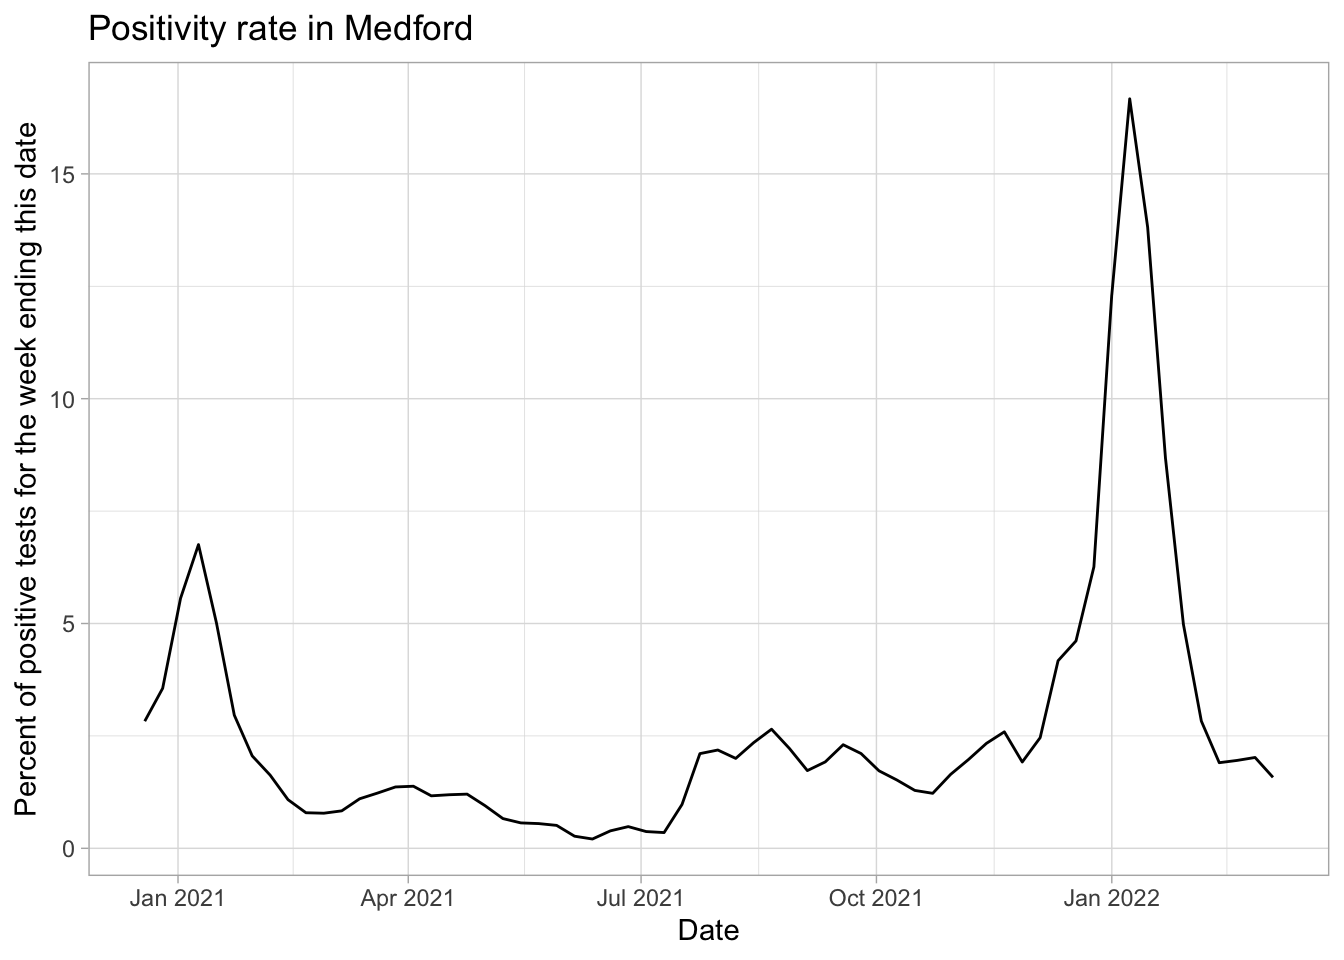 Positivity rate in Medford
Percent of positive tests for the week ending this date
15
10
5
0
Jan 2021
Apr 2021
Jul 2021
Oct 2021
Jan 2022
Date